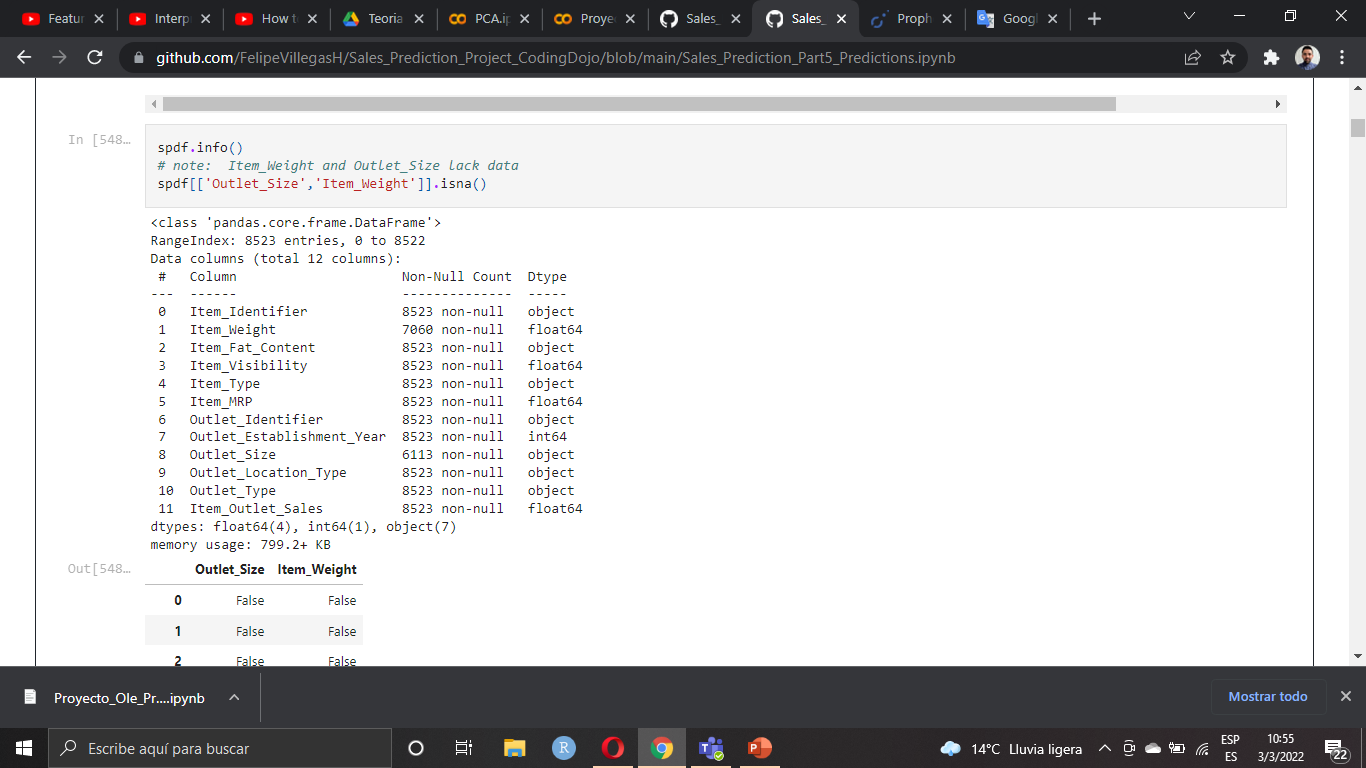 Featur
Interp
How t
Teoria
PCA.ip
Proye
Sales_
Sales_
Proph
Googl
github.com/FelipeVillegasH/Sales_Prediction_Project_CodingDojo/blob/main/Sales_Prediction_Part5_Predictions.ipynb
In [548…
spdf.info()
# note:  Item_Weight and Outlet_Size lack data
spdf[['Outlet_Size','Item_Weight']].isna()
<class 'pandas.core.frame.DataFrame'>
RangeIndex: 8523 entries, 0 to 8522
Data columns (total 12 columns):
 #   Column                     Non-Null Count  Dtype
---  ------                     --------------  -----
 0   Item_Identifier            8523 non-null   object
 1   Item_Weight                7060 non-null   float64
 2   Item_Fat_Content           8523 non-null   object
 3   Item_Visibility            8523 non-null   float64
 4   Item_Type                  8523 non-null   object
 5   Item_MRP                   8523 non-null   float64
 6   Outlet_Identifier          8523 non-null   object
 7   Outlet_Establishment_Year  8523 non-null   int64
 8   Outlet_Size                6113 non-null   object
 9   Outlet_Location_Type       8523 non-null   object
 10  Outlet_Type                8523 non-null   object
 11  Item_Outlet_Sales          8523 non-null   float64
dtypes: float64(4), int64(1), object(7)
memory usage: 799.2+ KB
Out[548…
Outlet_Size Item_Weight
0 False False
1 False False
2 False False
Proyecto_Ole_Pr....ipynb
Mostrar todo
Escribe aquí para buscar
14°C Lluvia ligera
ESP
ES
10:55
3/3/2022
22